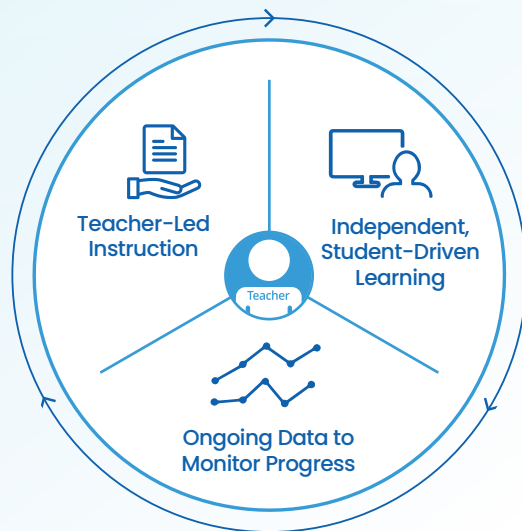 Teacher-Led
Instruction
Independent,
Student-Driven
Learning
Teacher
Ongoing Data to
Monitor Progress